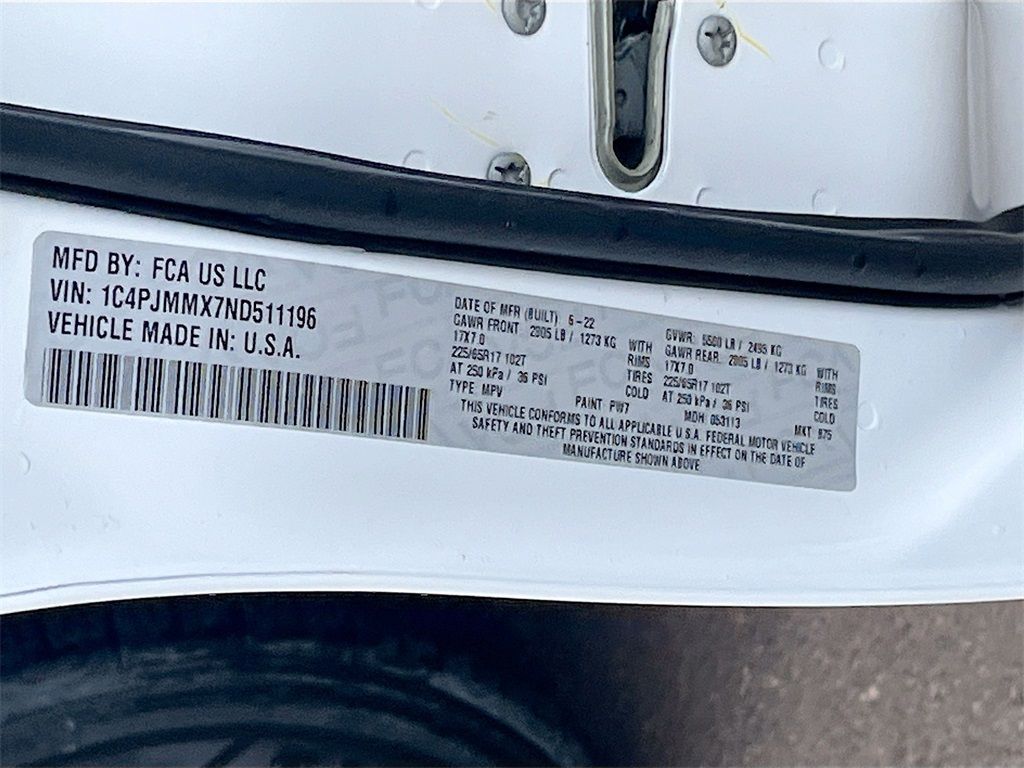 MFD BY: FCA US LLC
VIN: 1C4PJMMX7ND511196
VEHICLE MADE IN: U.S.A.
DATE OF MFR (BUILT) 6-22
GVWR: 5500 LB / 2495 KG
GAWR FRONT 2805 LB / 1273 KG WITH
17X7.0 RIMS
225/65R17 102T TIRES
AT 250 kPa / 36 PSI COLD
GAWR REAR. 2805 LB / 1273 KG WITH
17X7.0 RIMS
225/65R17 102T TIRES
AT 250 kPa / 36 PSI COLD
TYPE MPV PAINT PW7 MDH 053113 MKT 975
THIS VEHICLE CONFORMS TO ALL APPLICABLE U.S.A. FEDERAL MOTOR VEHICLE
SAFETY AND THEFT PREVENTION STANDARDS IN EFFECT ON THE DATE OF
MANUFACTURE SHOWN ABOVE